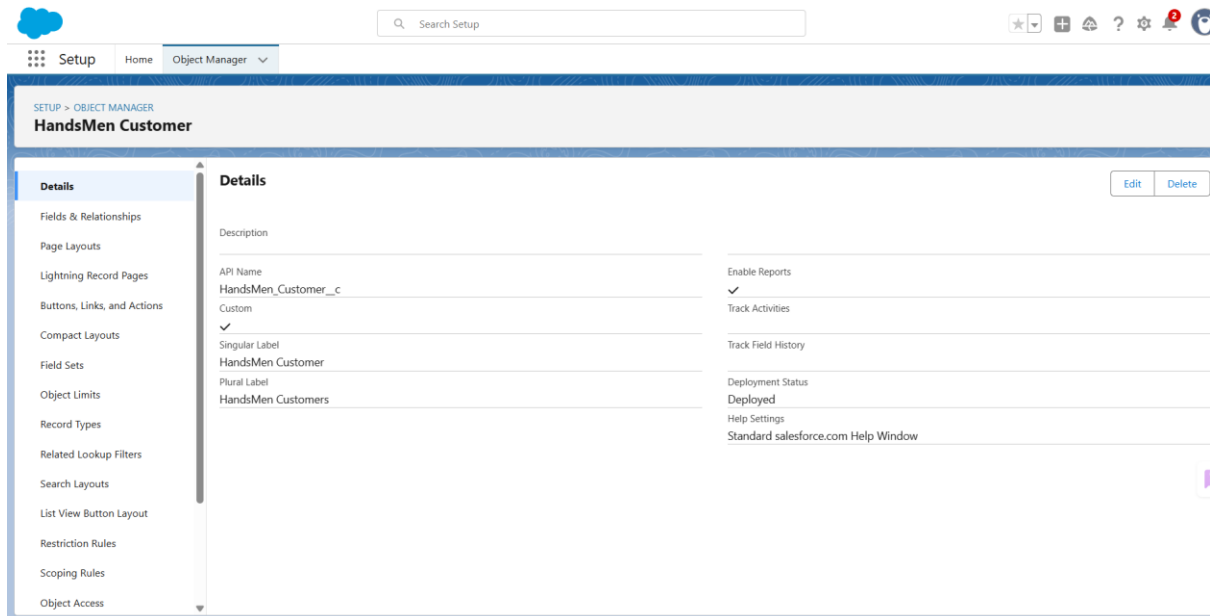 Search Setup
2
Setup
Home
Object Manager
SETUP > OBJECT MANAGER
HandsMen Customer
Details
Fields & Relationships
Page Layouts
Lightning Record Pages
Buttons, Links, and Actions
Compact Layouts
Field Sets
Object Limits
Record Types
Related Lookup Filters
Search Layouts
List View Button Layout
Restriction Rules
Scoping Rules
Object Access
Details
Edit
Delete
Description
API Name
HandsMen_Customer__c
Custom
Singular Label
HandsMen Customer
Plural Label
HandsMen Customers
Enable Reports
Track Activities
Track Field History
Deployment Status
Deployed
Help Settings
Standard salesforce.com Help Window